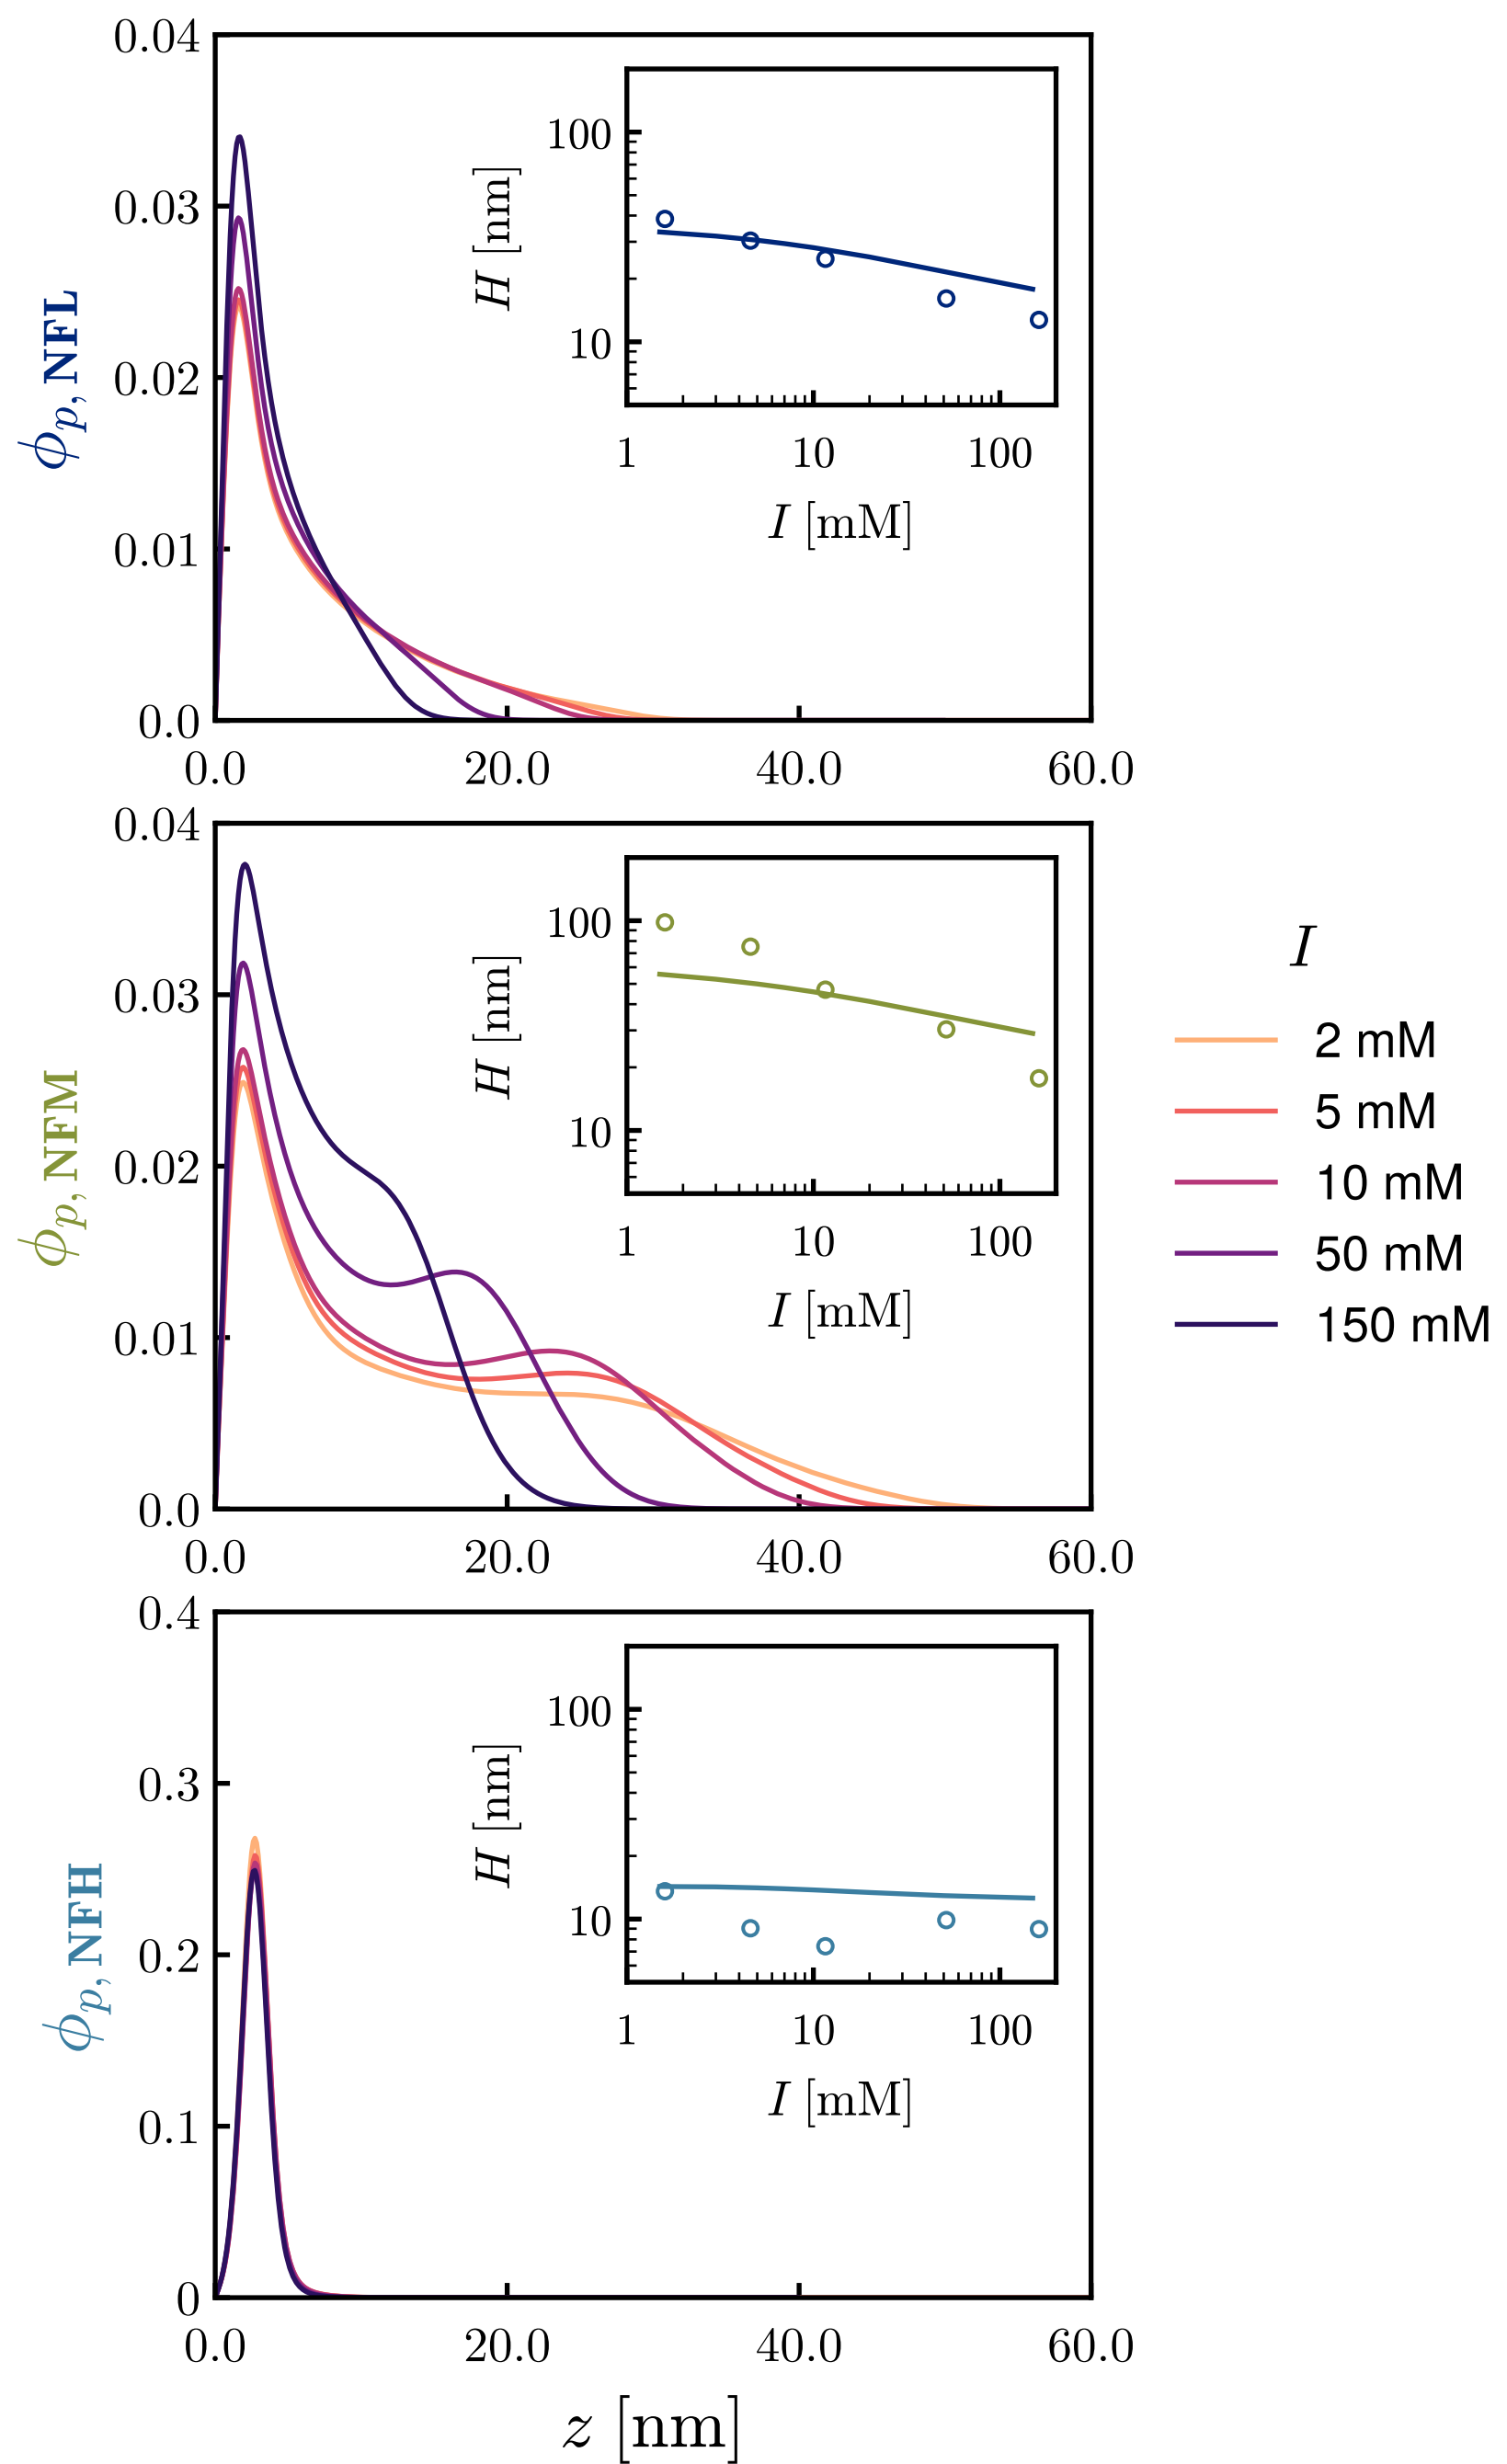 0.04
0.03
0.02
0.01
0.0
0.0 20.0 40.0 60.0
ϕp, NFL
100
10
H [nm]
1 10 100
I [mM]
0.04
0.03
0.02
0.01
0.0
0.0 20.0 40.0 60.0
ϕp, NFM
100
10
H [nm]
1 10 100
I [mM]
I
2 mM
5 mM
10 mM
50 mM
150 mM
0.4
0.3
0.2
0.1
0
0.0 20.0 40.0 60.0
ϕp, NFH
100
10
H [nm]
1 10 100
I [mM]
z [nm]